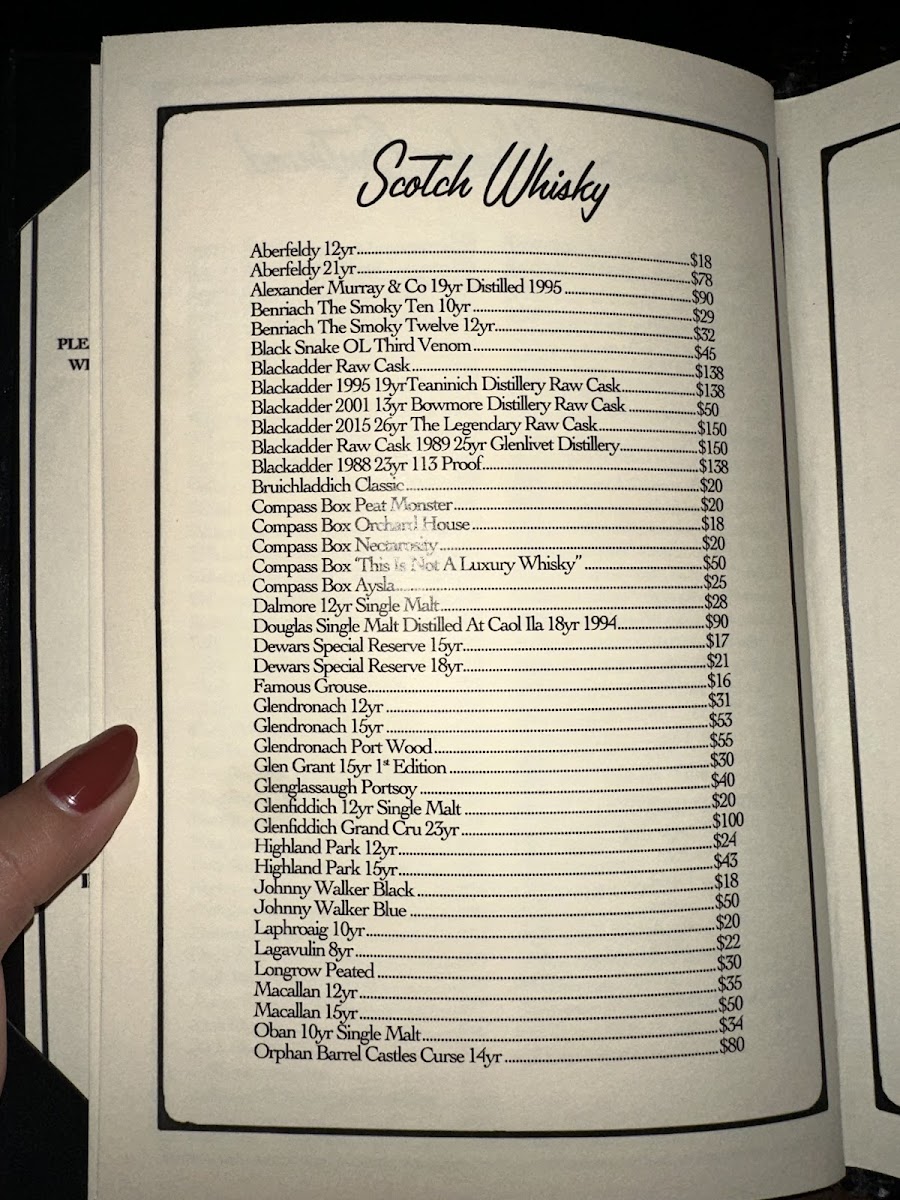 Scotch Whisky
Aberfeldy 12yr $18
Aberfeldy 21yr $78
Alexander Murray & Co 19yr Distilled 1995 $90
Benriach The Smoky Ten 10yr $29
Benriach The Smoky Twelve 12yr $32
Black Snake OL Third Venom $45
Blackadder Raw Cask $138
Blackadder 1995 19yrTeaninich Distillery Raw Cask $138
Blackadder 2001 13yr Bowmore Distillery Raw Cask $50
Blackadder 2015 26yr The Legendary Raw Cask $150
Blackadder Raw Cask 1989 25yr Glenlivet Distillery $150
Blackadder 1988 23yr 113 Proof $138
Bruichladdich Classic $20
Compass Box Peat Monster $20
Compass Box Orchard House $18
Compass Box Nectarosity $20
Compass Box "This Is Not A Luxury Whisky" $50
Compass Box Aysla $25
Dalmore 12yr Single Malt $28
Douglas Single Malt Distilled At Caol Ila 18yr 1994 $90
Dewars Special Reserve 15yr $17
Dewars Special Reserve 18yr $21
Famous Grouse $16
Glendronach 12yr $31
Glendronach 15yr $53
Glendronach Port Wood $55
Glen Grant 15yr 1st Edition $30
Glenglassaugh Portsoy $40
Glenfiddich 12yr Single Malt $20
Glenfiddich Grand Cru 23yr $100
Highland Park 12yr $24
Highland Park 15yr $43
Johnny Walker Black $18
Johnny Walker Blue $50
Laphroaig 10yr $20
Lagavulin 8yr $22
Longrow Peated $30
Macallan 12yr $35
Macallan 15yr $50
Oban 10yr Single Malt $34
Orphan Barrel Castles Curse 14yr $80
PLE
WI